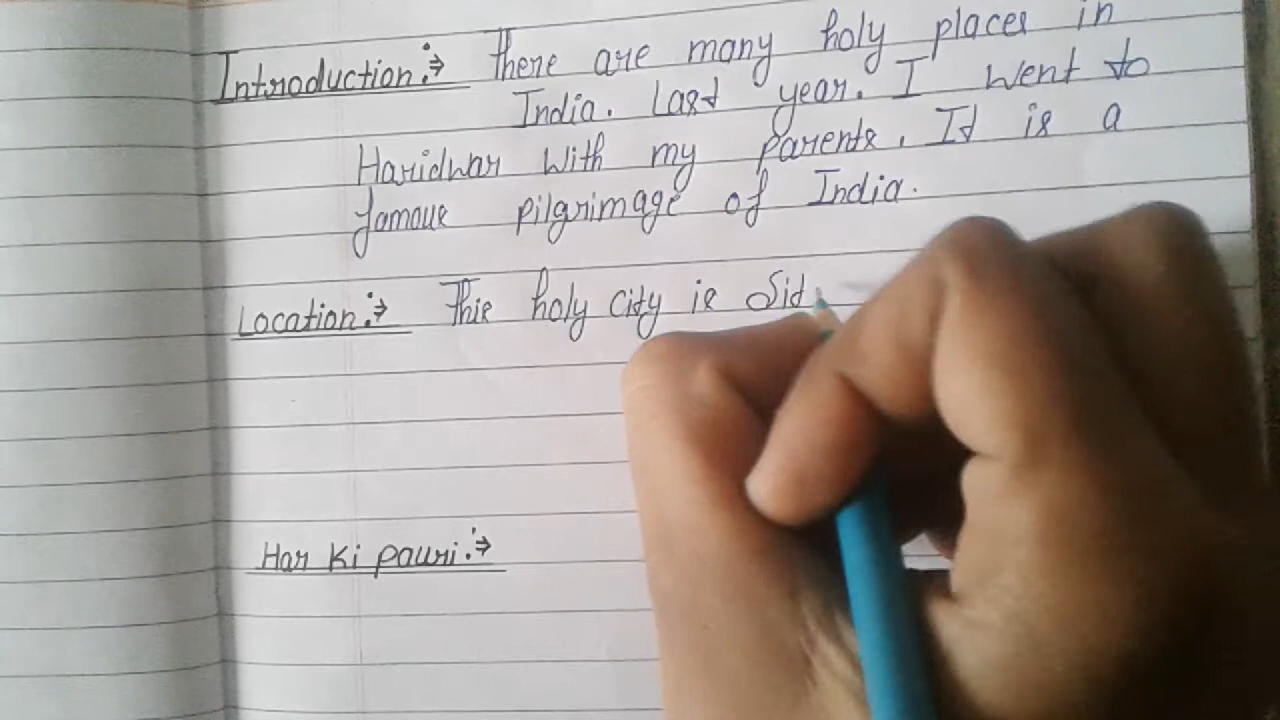 Introduction:→ There are many holy places in
India. Last year. I went to
Haridwar with my parents. It is a
famous pilgrimage of India.
Location:→ This holy city is Sit
Har Ki pauri:→